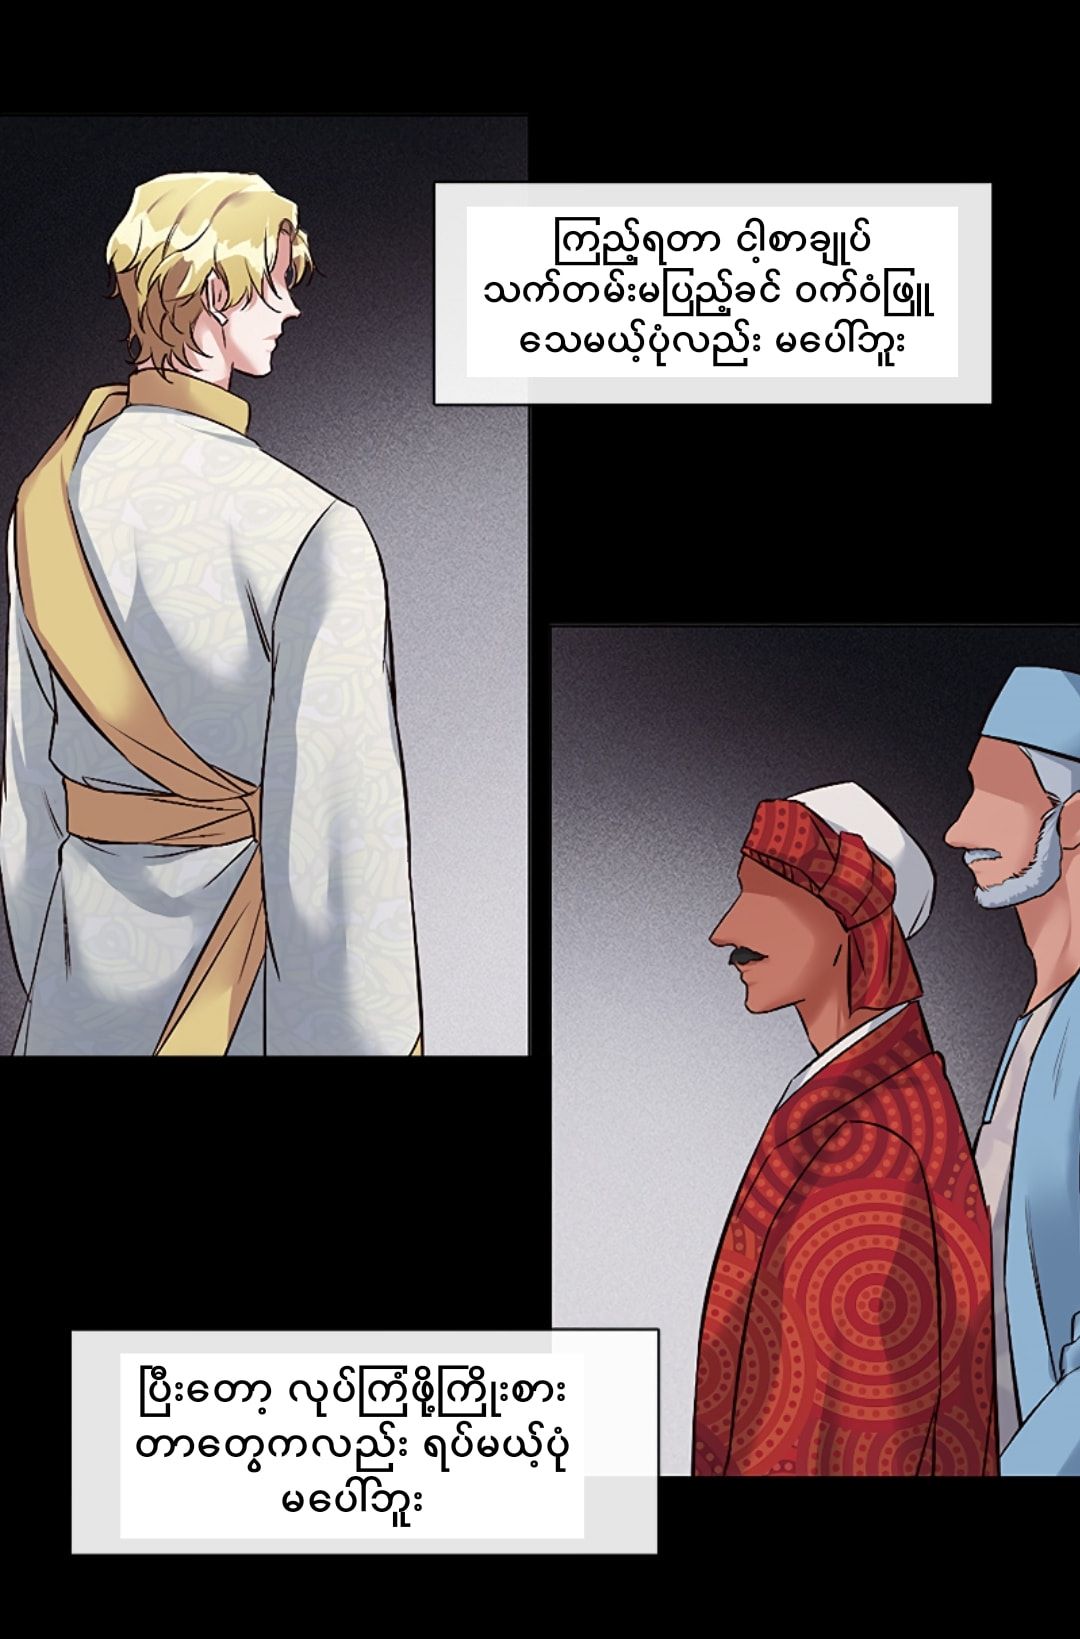 ကြည့်ရတာ ငါ့စာချုပ်
သက်တမ်းမပြည့်ခင် ဝက်ဝံဖြူ
သေမယ့်ပုံလည်း မပေါ်ဘူး
ပြီးတော့ လုပ်ကြံဖို့ကြိုးစား
တာတွေကလည်း ရပ်မယ့်ပုံ
မပေါ်ဘူး